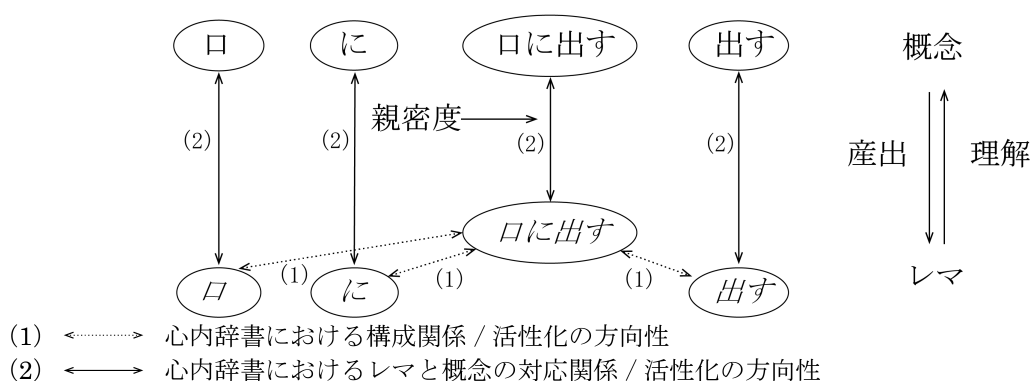 口 に 口に出す 出す 概念
親密度
(2) (2) (2) (2) 産出 理解
口に出す
(1) (1) (1)
口 に 出す レマ
(1) 心内辞書における構成関係 / 活性化の方向性
(2) 心内辞書におけるレマと概念の対応関係 / 活性化の方向性